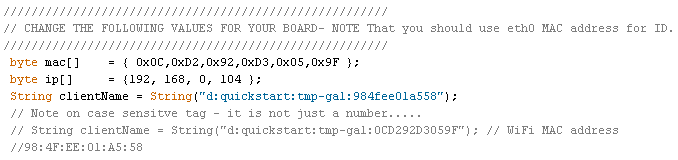 ///////////////////////////////////////////////////////
// CHANGE THE FOLLOWING VALUES FOR YOUR BOARD- NOTE That you should use eth0 MAC address for ID.
///////////////////////////////////////////////////////
byte mac[]    = { 0x0C,0xD2,0x92,0xD3,0x05,0x9F };
byte ip[]     = {192, 168, 0, 104 };
String clientName = String("d:quickstart:tmp-gal:984fee01a558");
// Note on case sensitve tag - it is not just a number.....
// String clientName = String("d:quickstart:tmp-gal:0CD292D3059F"); // WiFi MAC address
//98:4F:EE:01:A5:58